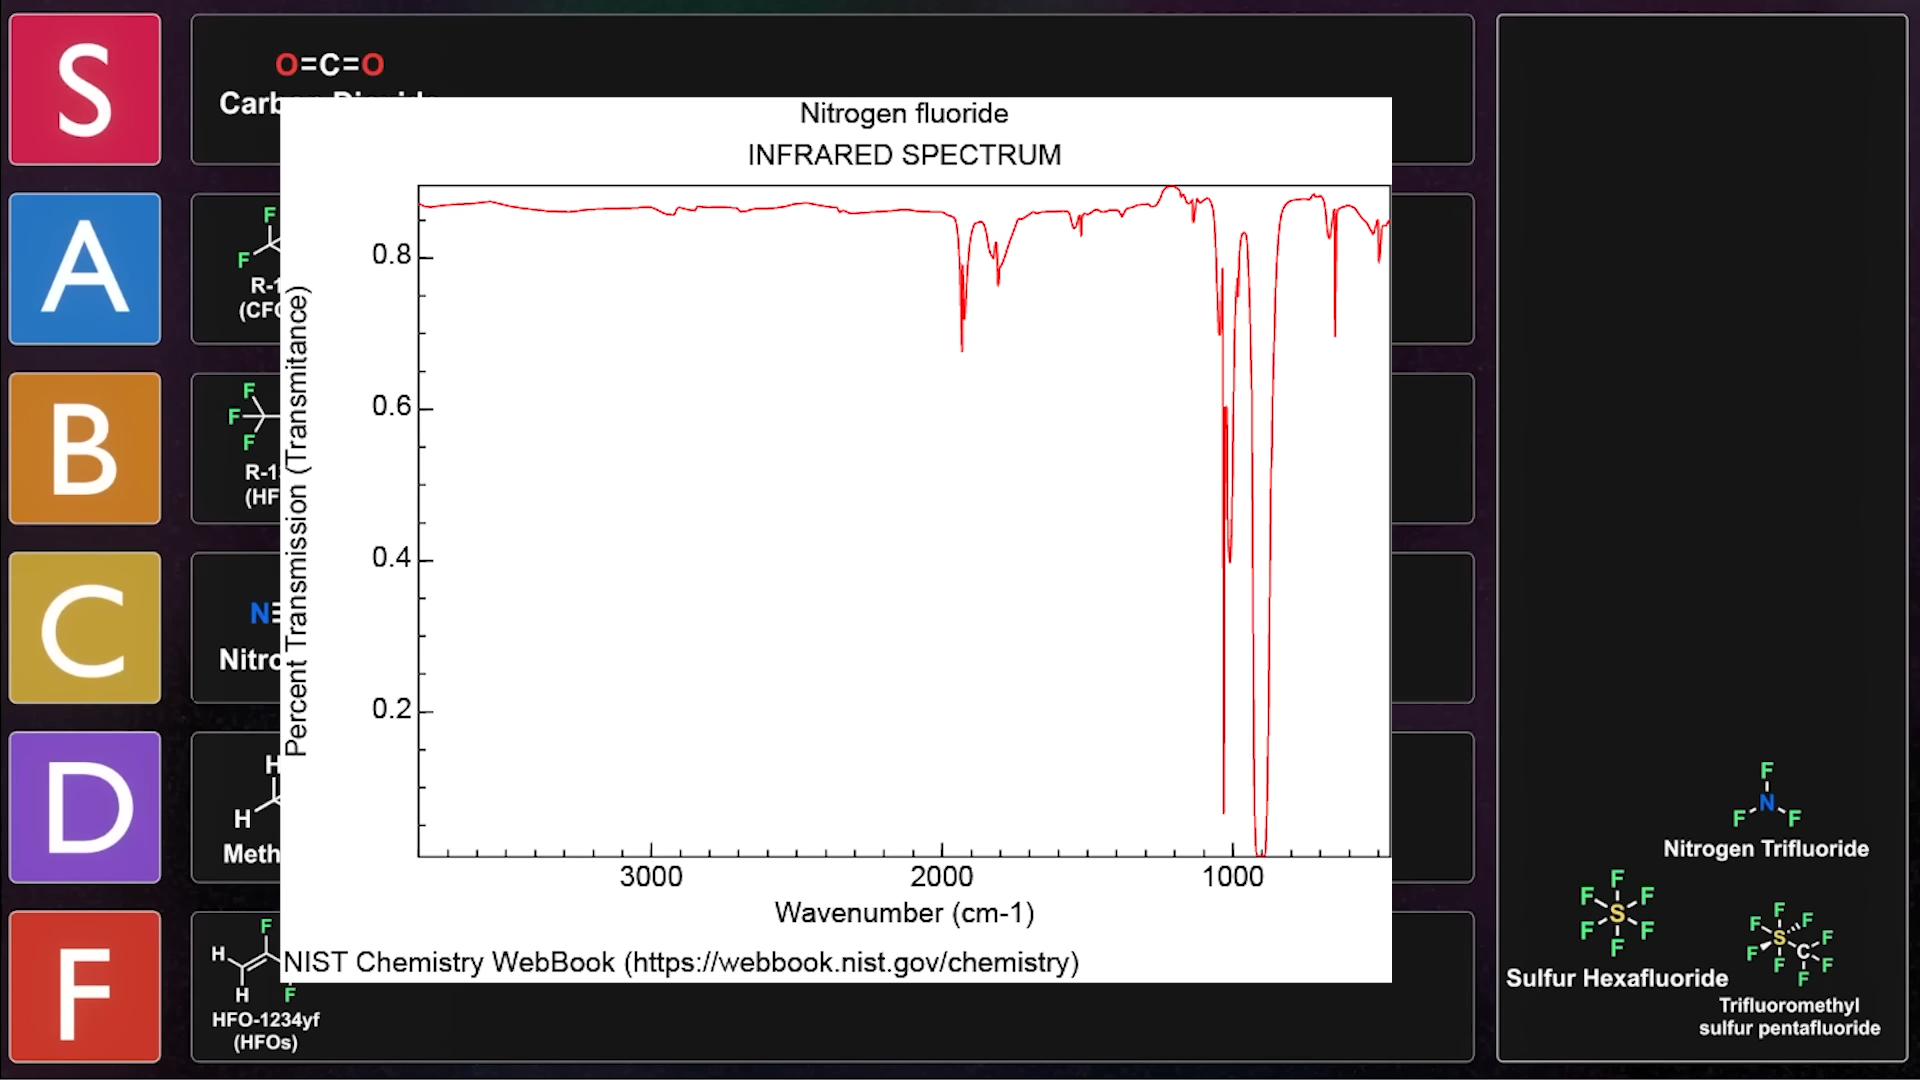 S
O=C=O
Nitrogen fluoride
INFRARED SPECTRUM
A
F
F
R-1
(CFC
Percent Transmission (Transmitance)
0.8
0.6
0.4
0.2
3000
2000
1000
Wavenumber (cm-1)
NIST Chemistry WebBook (https://webbook.nist.gov/chemistry)
B
F
F
F
R-1
(HF
C
N
Nitro
D
H
H
Meth
F
F
H
H
F
HFO-1234yf
(HFOs)
F
N
F
F
Nitrogen Trifluoride
F
F
F
S
F
F
F
Sulfur Hexafluoride
F
F
F
S
F
F
F
C
F
F
Trifluoromethyl
sulfur pentafluoride